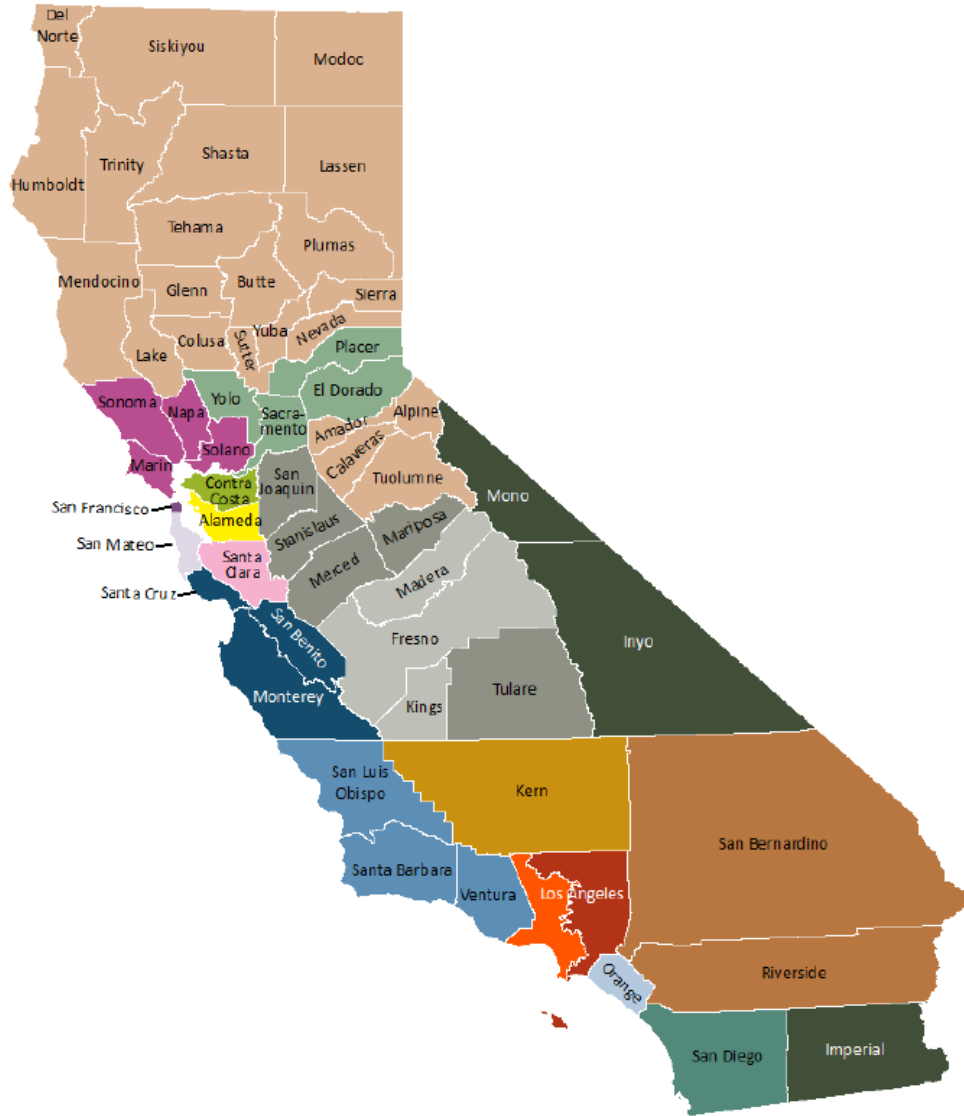 Del
Norte
Siskiyou
Modoc
Humboldt
Trinity
Shasta
Lassen
Tehama
Plumas
Mendocino
Glenn
Butte
Sierra
Lake
Colusa
Sutter
Yuba
Nevada
Placer
Sonoma
Napa
Yolo
El Dorado
Sacra-
mento
Solano
Marin
Amador
Alpine
Calaveras
Tuolumne
Contra
Costa
San
Joaquin
Mono
San Francisco
Alameda
Stanislaus
Mariposa
San Mateo
Santa
Clara
Merced
Madera
Santa Cruz
San Benito
Fresno
Inyo
Monterey
Kings
Tulare
San Luis
Obispo
Kern
San Bernardino
Santa Barbara
Ventura
Los Angeles
Orange
Riverside
San Diego
Imperial